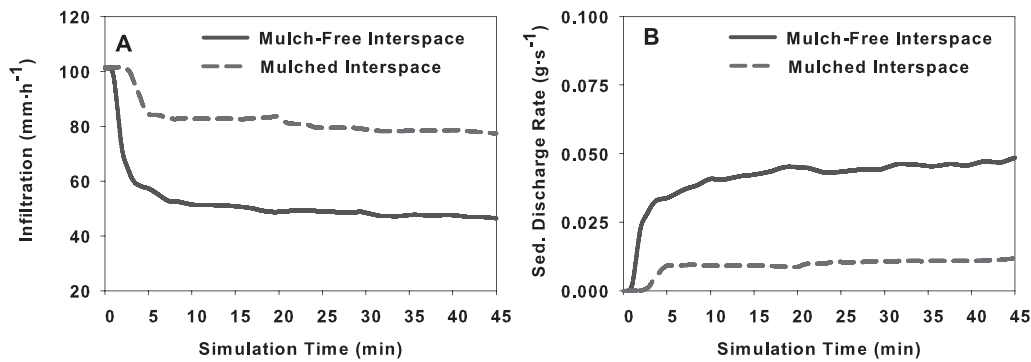 A
Mulch-Free Interspace
Mulched Interspace
Infiltration (mm·h⁻¹)
120
100
80
60
40
20
0 5 10 15 20 25 30 35 40 45
Simulation Time (min)
B
Mulch-Free Interspace
Mulched Interspace
Sed. Discharge Rate (g·s⁻¹)
0.100
0.075
0.050
0.025
0.000
0 5 10 15 20 25 30 35 40 45
Simulation Time (min)